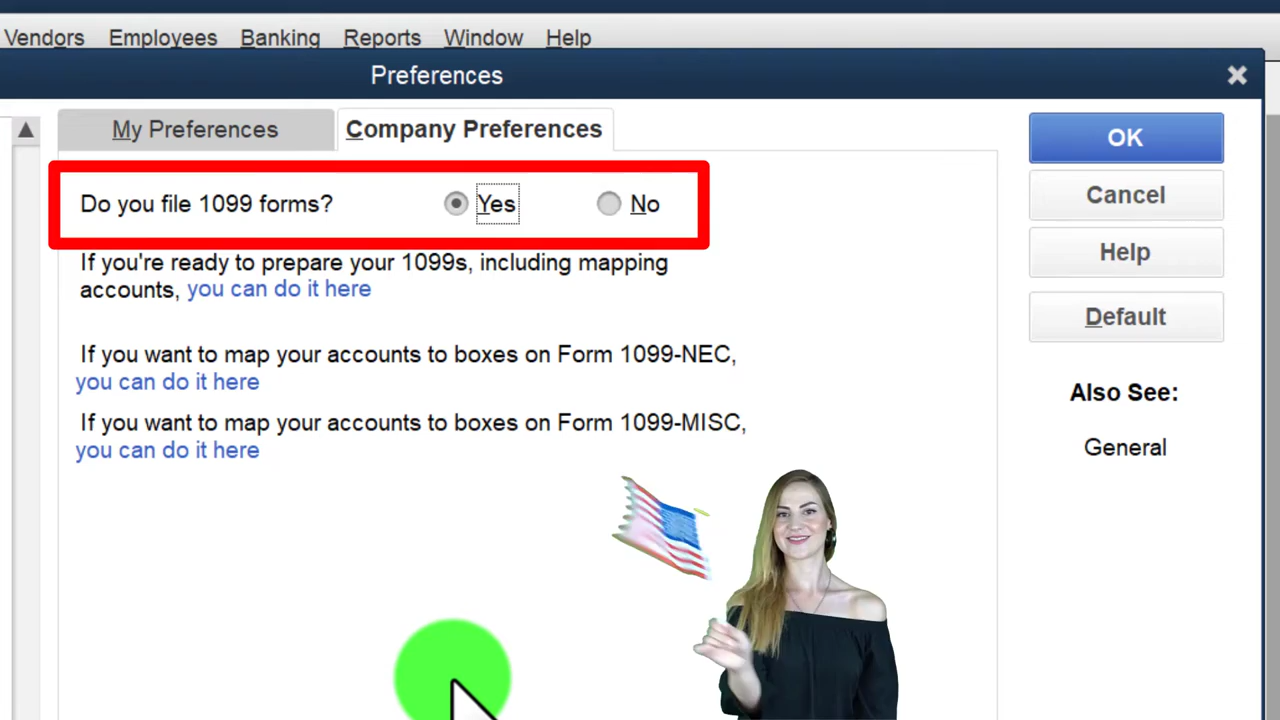 Vendors Employees Banking Reports Window Help
Preferences
My Preferences Company Preferences
OK
Do you file 1099 forms? Yes No
Cancel
If you're ready to prepare your 1099s, including mapping
accounts, you can do it here
Help
Default
If you want to map your accounts to boxes on Form 1099-NEC,
you can do it here
Also See:
If you want to map your accounts to boxes on Form 1099-MISC,
you can do it here
General